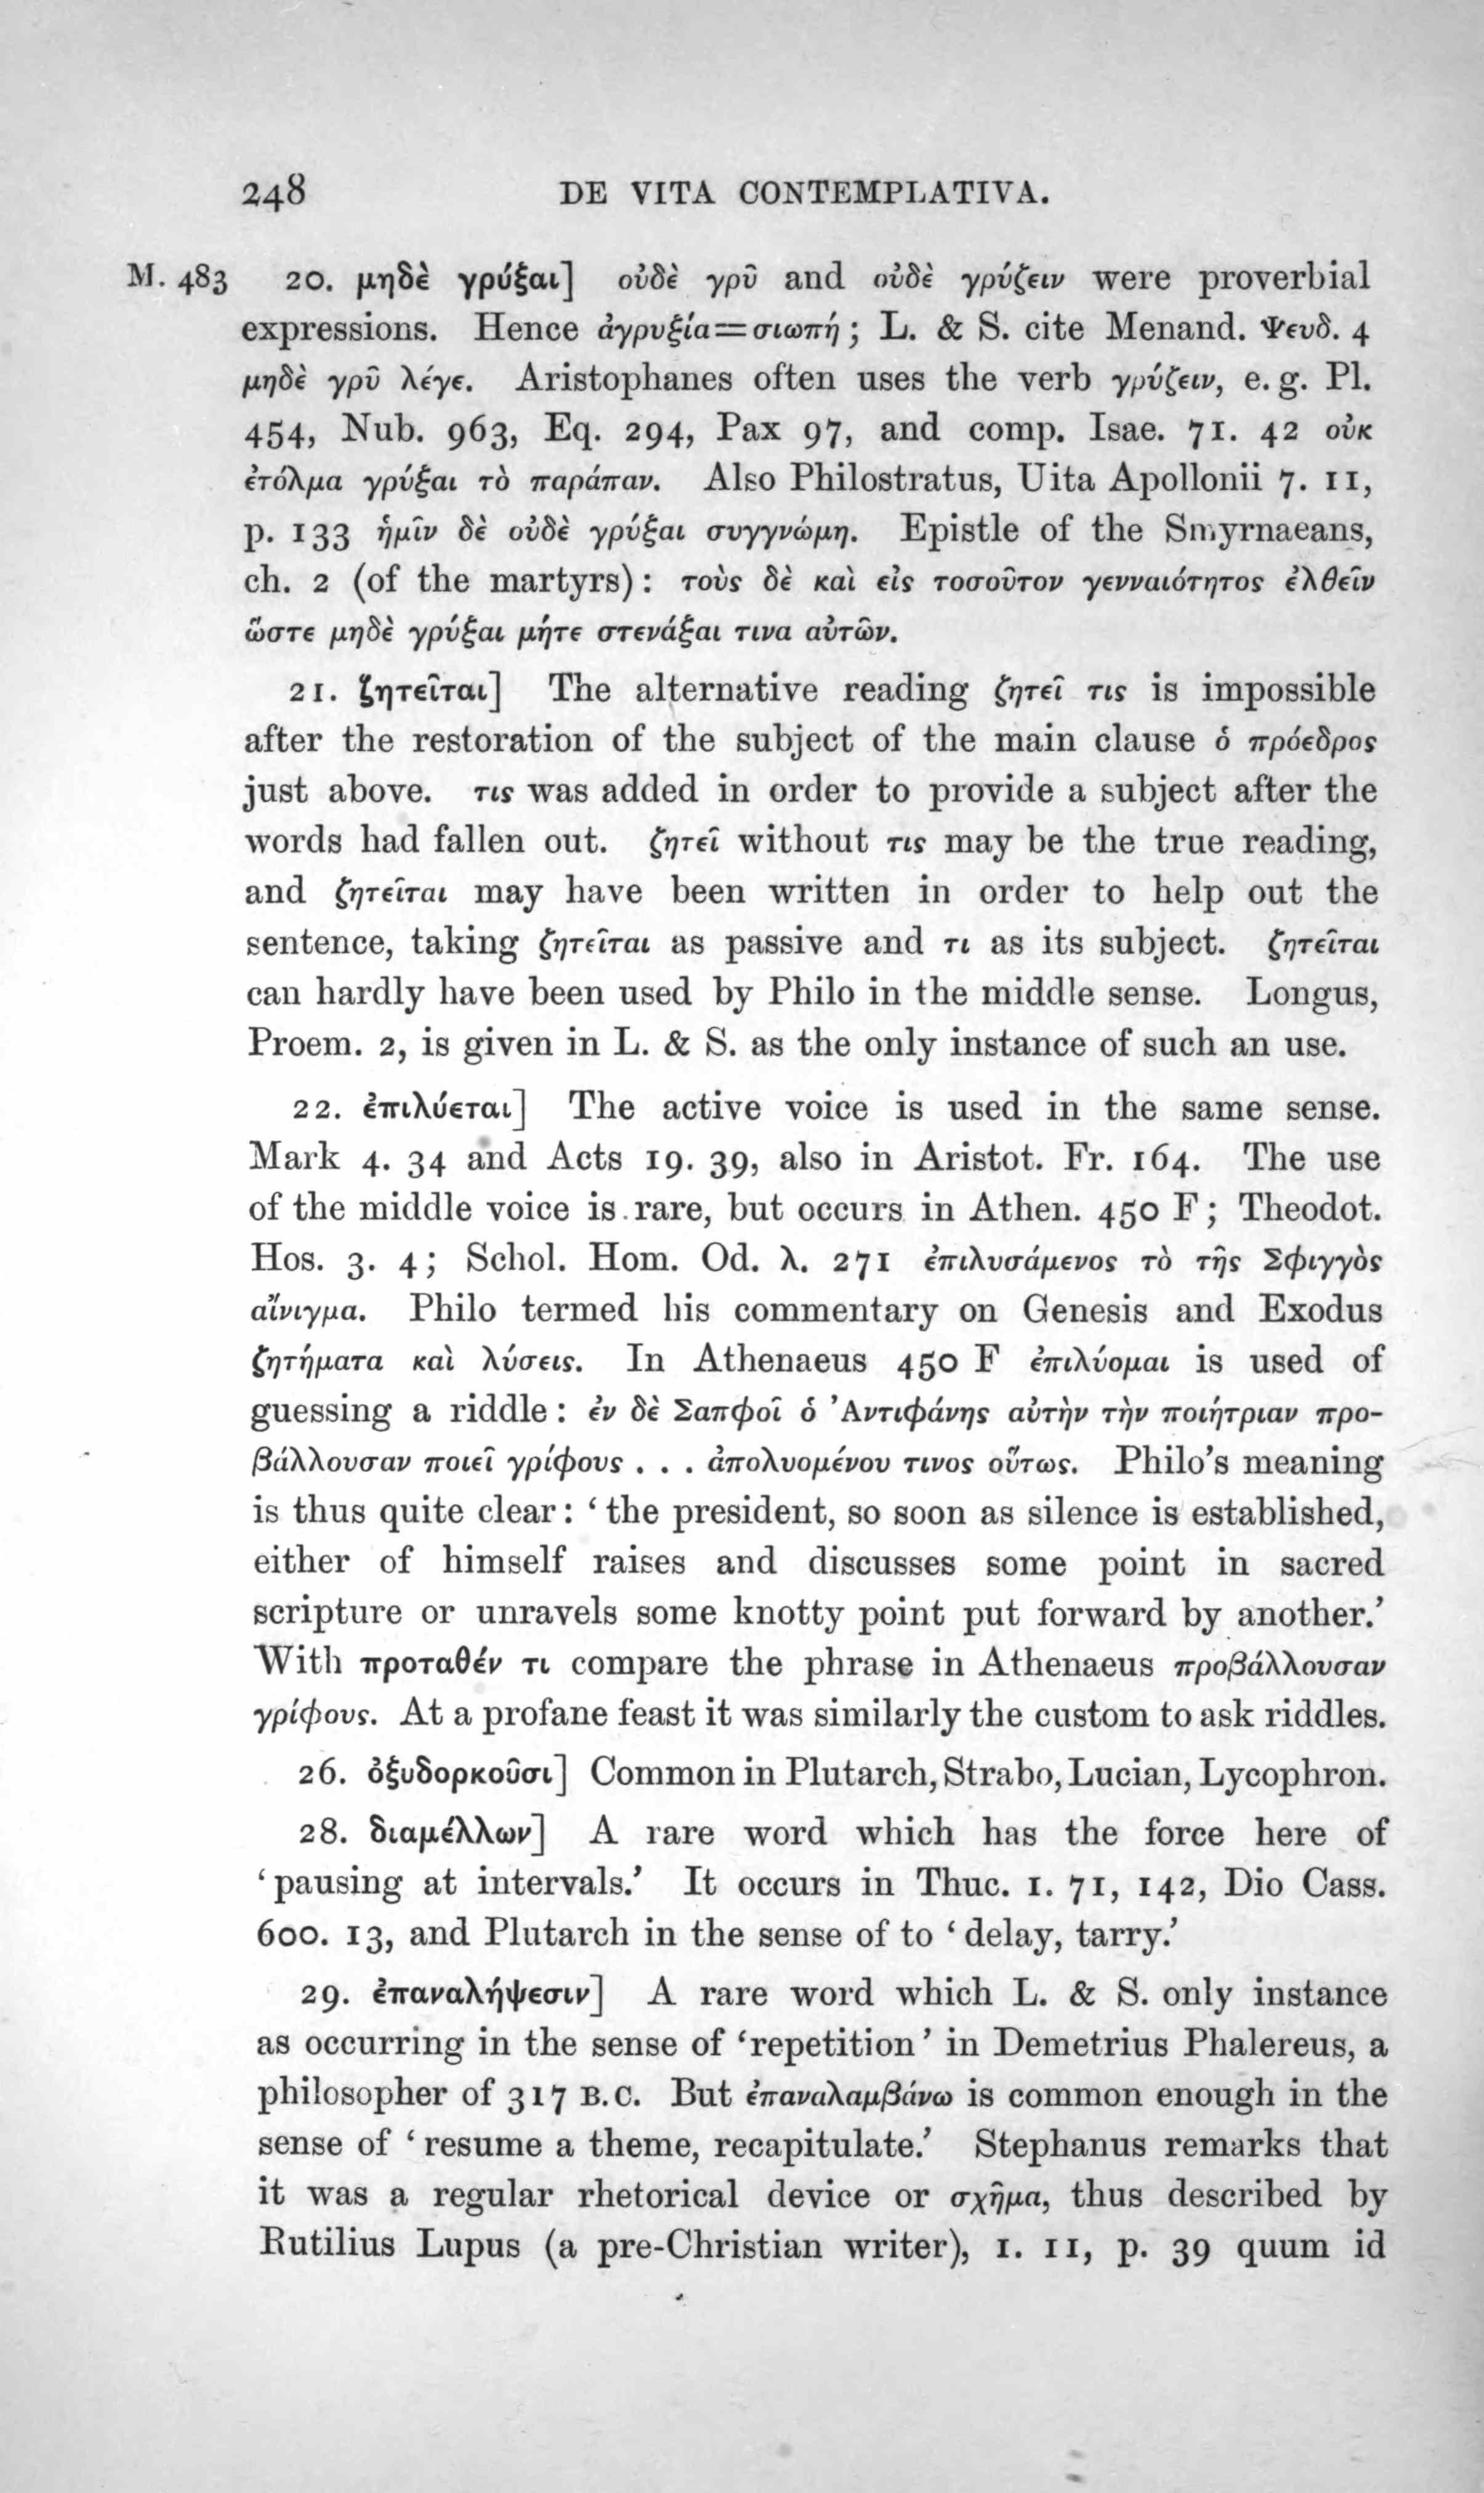 248 DE VITA CONTEMPLATIVA.
M. 483 20. μηδὲ γρύξαι] οὐδὲ γρῦ and οὐδὲ γρύζειν were proverbial
expressions. Hence ἀγρυξία=σιωπή; L. & S. cite Menand. Ψευδ. 4
μηδὲ γρῦ λέγε. Aristophanes often uses the verb γρύζειν, e. g. Pl.
454, Nub. 963, Eq. 294, Pax 97, and comp. Isae. 71. 42 οὐκ
ἐτόλμα γρύξαι τὸ παράπαν. Also Philostratus, Uita Apollonii 7. 11,
p. 133 ἡμῖν δὲ οὐδὲ γρύξαι συγγνώμη. Epistle of the Smyrnaeans,
ch. 2 (of the martyrs): τοὺς δὲ καὶ εἰς τοσοῦτον γενναιότητος ἐλθεῖν
ὥστε μηδὲ γρύξαι μήτε στενάξαι τινα αὐτῶν.
21. ζητεῖται] The alternative reading ζητεῖ τις is impossible
after the restoration of the subject of the main clause ὁ πρόεδρος
just above. τις was added in order to provide a subject after the
words had fallen out. ζητεῖ without τις may be the true reading,
and ζητεῖται may have been written in order to help out the
sentence, taking ζητεῖται as passive and τι as its subject. ζητεῖται
can hardly have been used by Philo in the middle sense. Longus,
Proem. 2, is given in L. & S. as the only instance of such an use.
22. ἐπιλύεται] The active voice is used in the same sense.
Mark 4. 34 and Acts 19. 39, also in Aristot. Fr. 164. The use
of the middle voice is rare, but occurs in Athen. 450 F; Theodot.
Hos. 3. 4; Schol. Hom. Od. λ. 271 ἐπιλυσάμενος τὸ τῆς Σφιγγὸς
αἴνιγμα. Philo termed his commentary on Genesis and Exodus
ζητήματα καὶ λύσεις. In Athenaeus 450 F ἐπιλύομαι is used of
guessing a riddle: ἐν δὲ Σαπφοῖ ὁ Ἀντιφάνης αὐτὴν τὴν ποιήτριαν προ-
βάλλουσαν ποιεῖ γρίφους . . . ἀπολυομένου τινος οὕτως. Philo's meaning
is thus quite clear: ‘the president, so soon as silence is established,
either of himself raises and discusses some point in sacred
scripture or unravels some knotty point put forward by another.’
With προταθέν τι compare the phrase in Athenaeus προβάλλουσαν
γρίφους. At a profane feast it was similarly the custom to ask riddles.
26. ὀξυδορκοῦσι] Common in Plutarch, Strabo, Lucian, Lycophron.
28. διαμέλλων] A rare word which has the force here of
‘pausing at intervals.’ It occurs in Thuc. 1. 71, 142, Dio Cass.
600. 13, and Plutarch in the sense of to ‘delay, tarry.’
29. ἐπαναλήψεσιν] A rare word which L. & S. only instance
as occurring in the sense of ‘repetition’ in Demetrius Phalereus, a
philosopher of 317 B.C. But ἐπαναλαμβάνω is common enough in the
sense of ‘resume a theme, recapitulate.’ Stephanus remarks that
it was a regular rhetorical device or σχῆμα, thus described by
Rutilius Lupus (a pre-Christian writer), 1. 11, p. 39 quum id